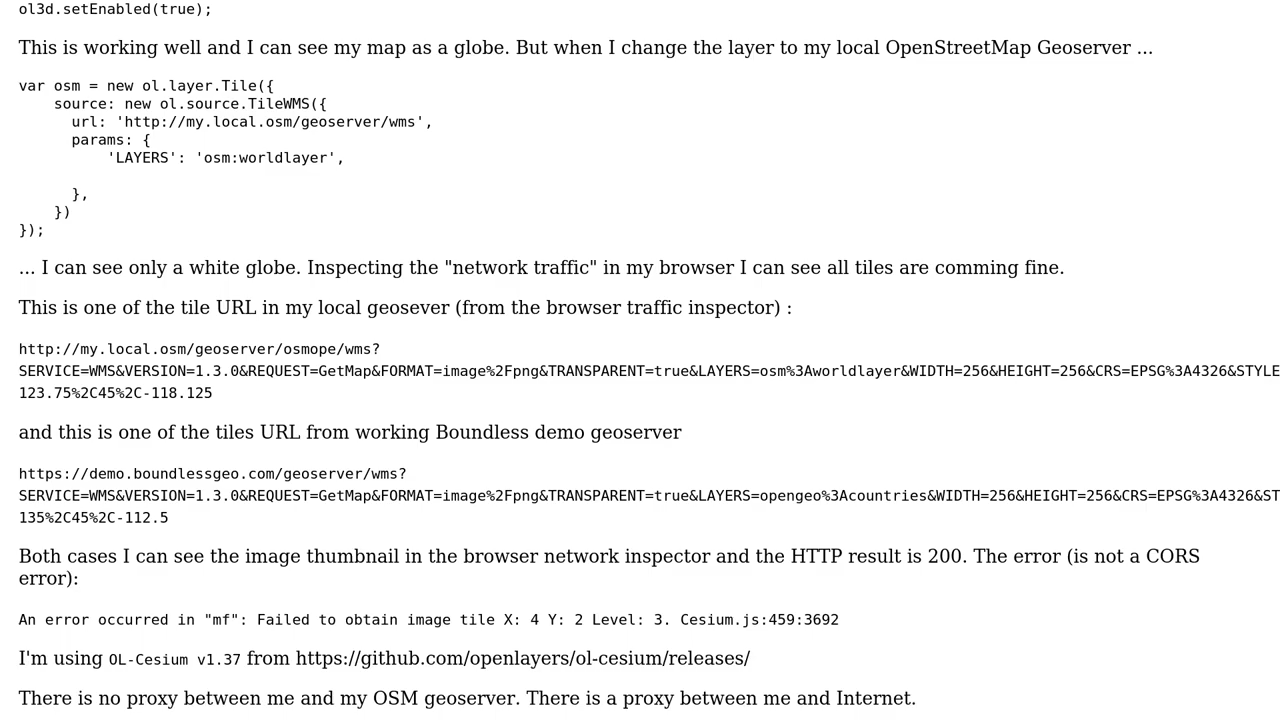 ol3d.setEnabled(true);
This is working well and I can see my map as a globe. But when I change the layer to my local OpenStreetMap Geoserver ...
var osm = new ol.layer.Tile({
    source: new ol.source.TileWMS({
      url: 'http://my.local.osm/geoserver/wms',
      params: {
          'LAYERS': 'osm:worldlayer',
      },
    })
});
... I can see only a white globe. Inspecting the "network traffic" in my browser I can see all tiles are comming fine.
This is one of the tile URL in my local geosever (from the browser traffic inspector) :
http://my.local.osm/geoserver/osmope/wms?
SERVICE=WMS&VERSION=1.3.0&REQUEST=GetMap&FORMAT=image%2Fpng&TRANSPARENT=true&LAYERS=osm%3Aworldlayer&WIDTH=256&HEIGHT=256&CRS=EPSG%3A4326&STYLE
123.75%2C45%2C-118.125
and this is one of the tiles URL from working Boundless demo geoserver
https://demo.boundlessgeo.com/geoserver/wms?
SERVICE=WMS&VERSION=1.3.0&REQUEST=GetMap&FORMAT=image%2Fpng&TRANSPARENT=true&LAYERS=opengeo%3Acountries&WIDTH=256&HEIGHT=256&CRS=EPSG%3A4326&ST
135%2C45%2C-112.5
Both cases I can see the image thumbnail in the browser network inspector and the HTTP result is 200. The error (is not a CORS
error):
An error occurred in "mf": Failed to obtain image tile X: 4 Y: 2 Level: 3. Cesium.js:459:3692
I'm using OL-Cesium v1.37 from https://github.com/openlayers/ol-cesium/releases/
There is no proxy between me and my OSM geoserver. There is a proxy between me and Internet.